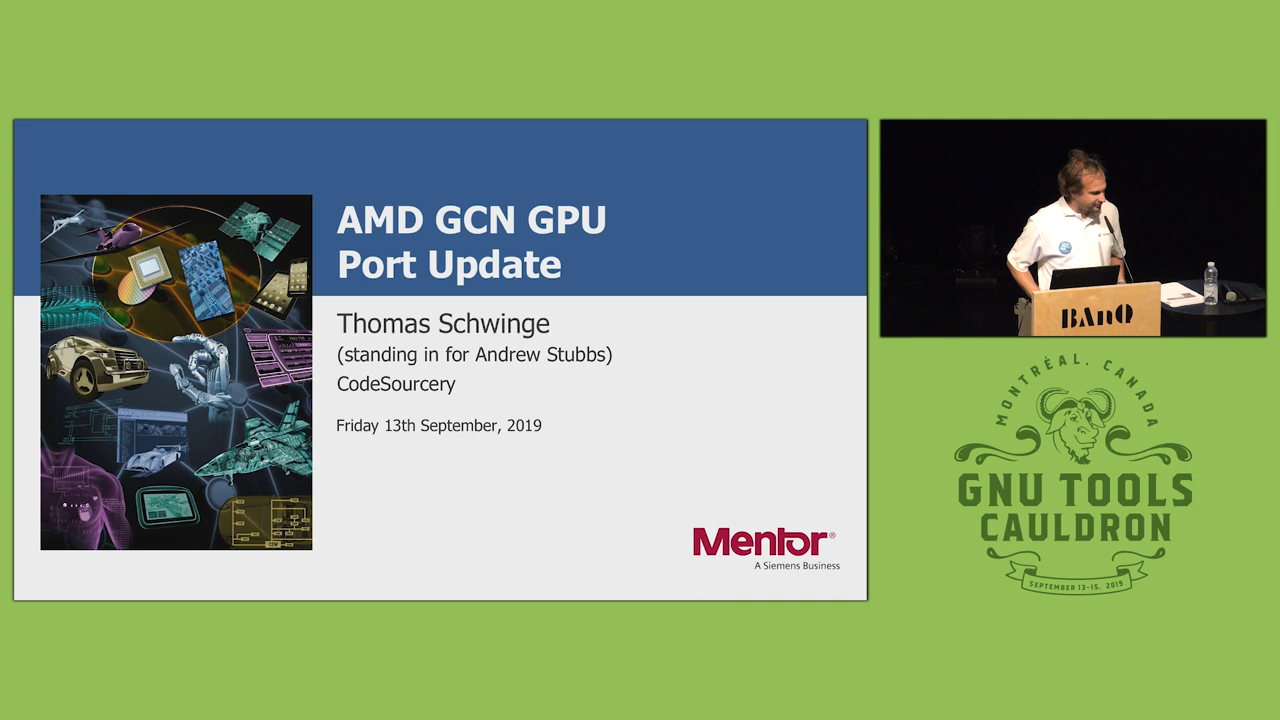 AMD GCN GPU
Port Update
Thomas Schwinge
(standing in for Andrew Stubbs)
CodeSourcery
Friday 13th September, 2019
Mentor®
A Siemens Business
BAnQ
MONTRÉAL, CANADA
GNU TOOLS
CAULDRON
SEPTEMBER 13-15, 2019